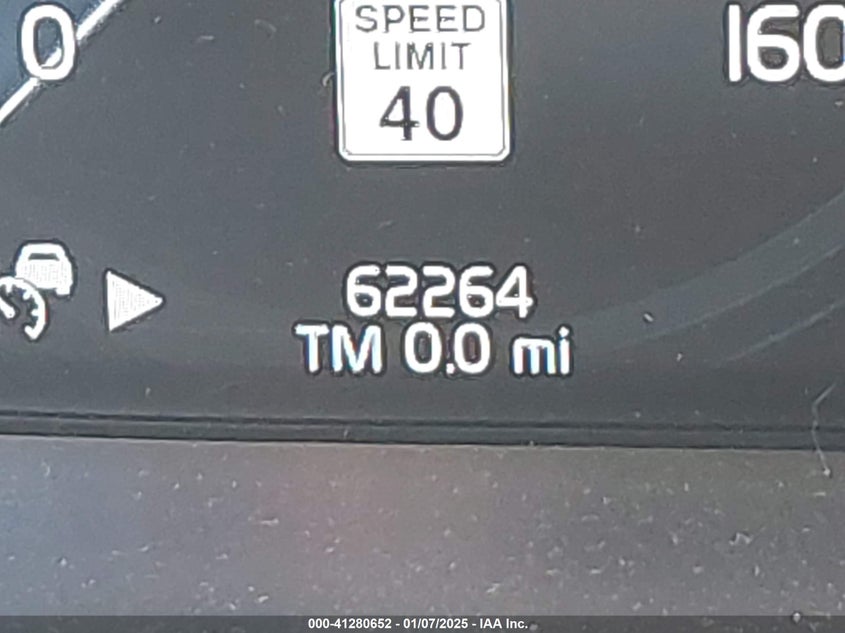 0
160
SPEED
LIMIT
40
62264
TM 0.0 mi
000-41280652 - 01/07/2025 - IAA Inc.